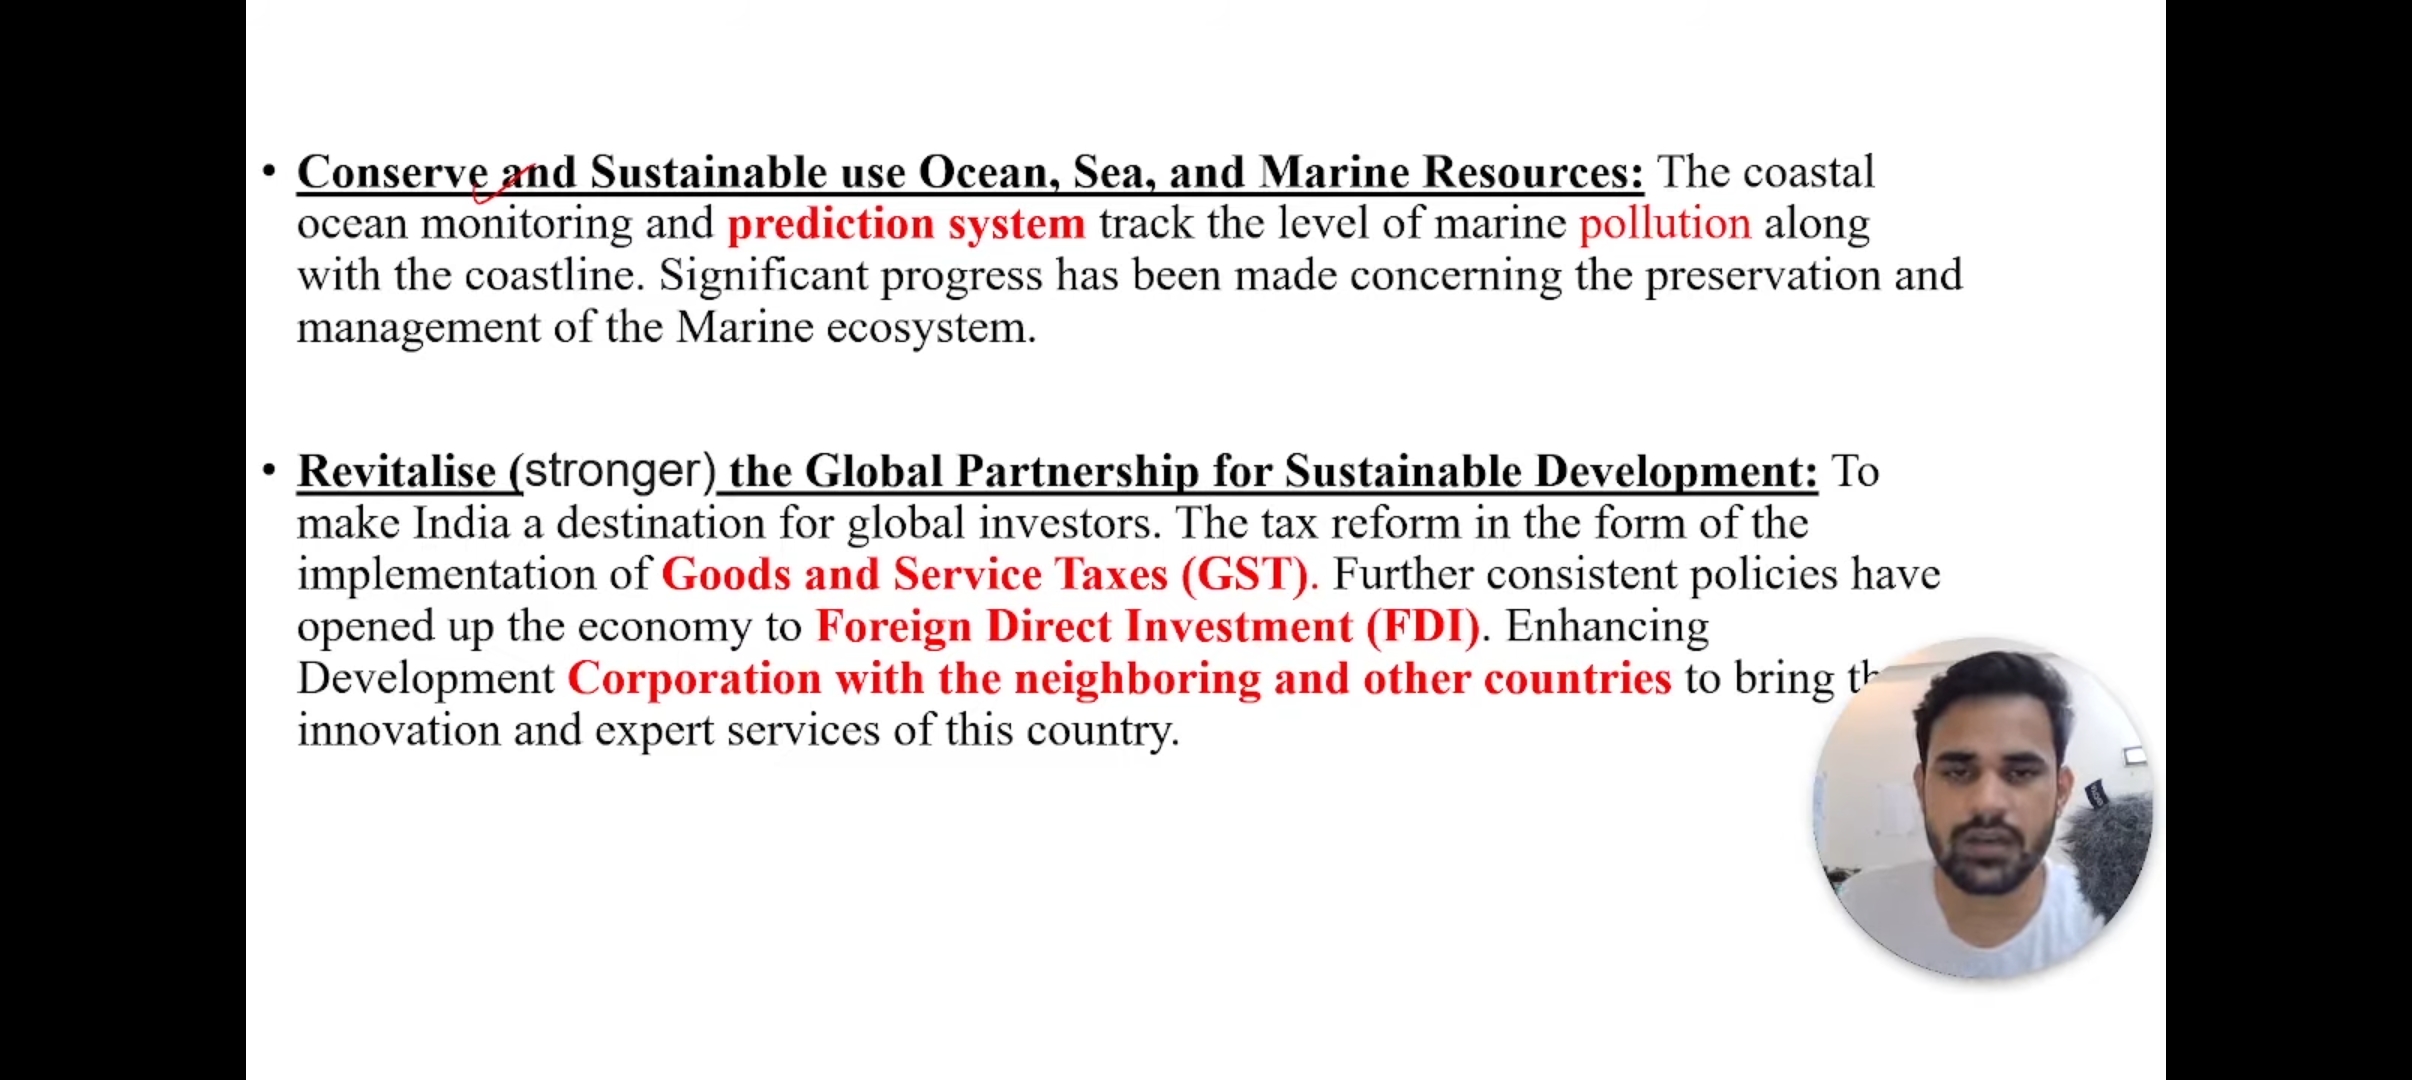 • Conserve and Sustainable use Ocean, Sea, and Marine Resources: The coastal
ocean monitoring and prediction system track the level of marine pollution along
with the coastline. Significant progress has been made concerning the preservation and
management of the Marine ecosystem.
• Revitalise (stronger) the Global Partnership for Sustainable Development: To
make India a destination for global investors. The tax reform in the form of the
implementation of Goods and Service Taxes (GST). Further consistent policies have
opened up the economy to Foreign Direct Investment (FDI). Enhancing
Development Corporation with the neighboring and other countries to bring
innovation and expert services of this country.